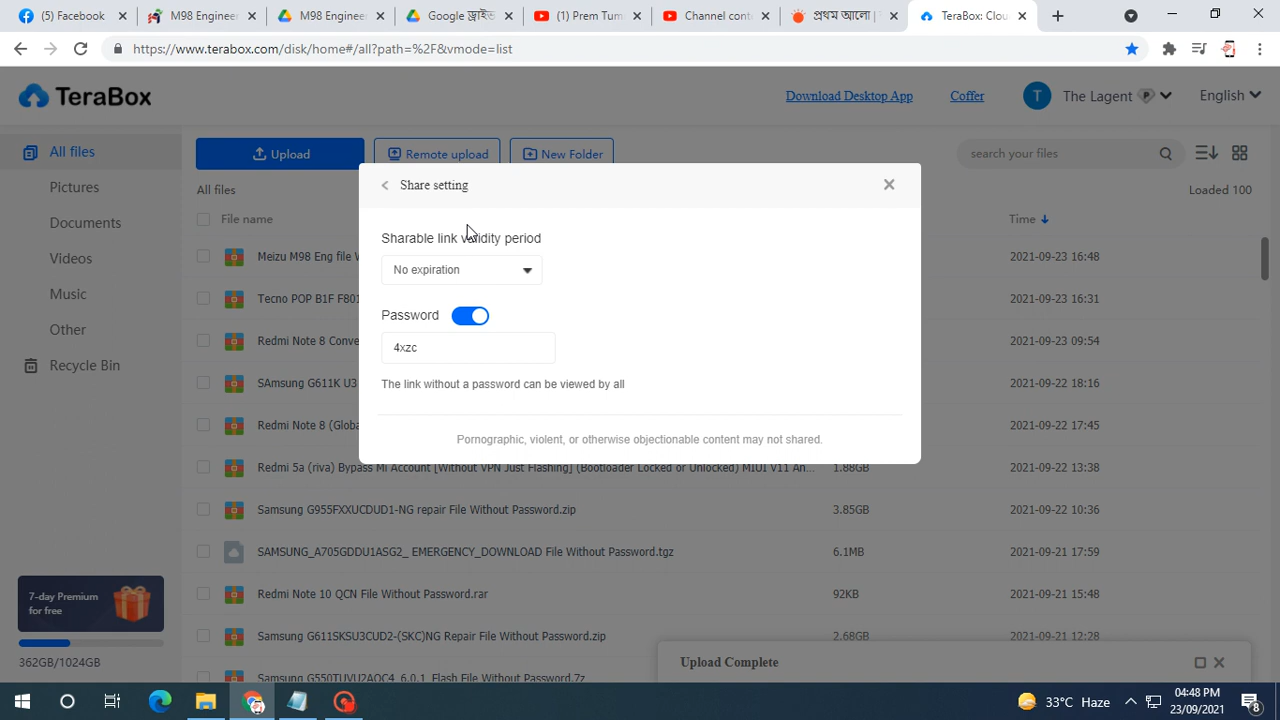 (5) Facebook
M98 Enginee
M98 Engineer
Google ড্রাইভ
(1) Prem Tum
Channel cont
প্রথম আলো |
TeraBox: Clou
https://www.terabox.com/disk/home#/all?path=%2F&vmode=list
TeraBox
Download Desktop App
Coffer
T
The Lagent
P
English
All files
Upload
Remote upload
New Folder
search your files
Pictures
Documents
Videos
Music
Other
Recycle Bin
All files
Loaded 100
File name
Time
Share setting
Sharable link validity period
No expiration
Password
4xzc
The link without a password can be viewed by all
Pornographic, violent, or otherwise objectionable content may not shared.
Meizu M98 Eng file W
2021-09-23 16:48
Tecno POP B1F F801
2021-09-23 16:31
Redmi Note 8 Conve
2021-09-23 09:54
SAmsung G611K U3
2021-09-22 18:16
Redmi Note 8 (Globa
2021-09-22 17:45
Redmi 5a (riva) Bypass Mi Account [Without VPN Just Flashing] (Bootloader Locked or Unlocked) MIUI V11 An...
1.88GB
2021-09-22 13:38
Samsung G955FXXUCDUD1-NG repair File Without Password.zip
3.85GB
2021-09-22 10:36
SAMSUNG_A705GDDU1ASG2_ EMERGENCY_DOWNLOAD File Without Password.tgz
6.1MB
2021-09-21 17:59
Redmi Note 10 QCN File Without Password.rar
92KB
2021-09-21 15:48
Samsung G611SKSU3CUD2-(SKC)NG Repair File Without Password.zip
2.68GB
2021-09-21 12:28
Samsung G550TUVU2AQC4_6.0.1_Flash File Without Password.7z
7-day Premium
for free
362GB/1024GB
Upload Complete
33°C Haze
04:48 PM
23/09/2021
8